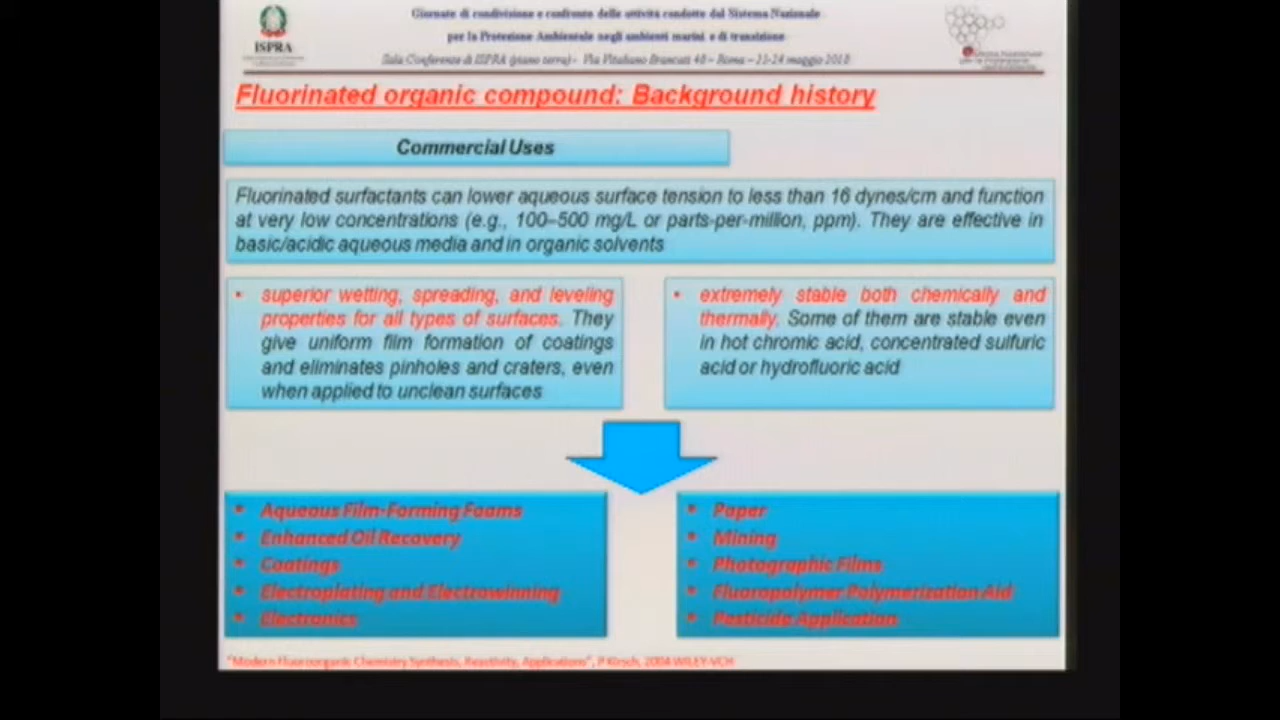 Giornate di condivisione e confronto delle attività condotte dal Sistema Nazionale
per la Protezione Ambientale negli ambienti marini e di transizione
Sala Conferenze di ISPRA (piano terra) - Via Vitaliano Brancati 48 – Roma – 23-24 maggio 2018
ISPRA
Fluorinated organic compound: Background history
Commercial Uses
Fluorinated surfactants can lower aqueous surface tension to less than 16 dynes/cm and function
at very low concentrations (e.g., 100–500 mg/L or parts-per-million, ppm). They are effective in
basic/acidic aqueous media and in organic solvents
• superior wetting, spreading, and leveling
properties for all types of surfaces. They
give uniform film formation of coatings
and eliminates pinholes and craters, even
when applied to unclean surfaces
• extremely stable both chemically and
thermally. Some of them are stable even
in hot chromic acid, concentrated sulfuric
acid or hydrofluoric acid
• Aqueous Film-Forming Foams
• Enhanced Oil Recovery
• Coatings
• Electroplating and Electrowinning
• Electronics
• Paper
• Mining
• Photographic Films
• Fluoropolymer Polymerization Aid
• Pesticide Application
"Modern Fluoroorganic Chemistry Synthesis, Reactivity, Applications", P Kirsch, 2004 WILEY-VCH